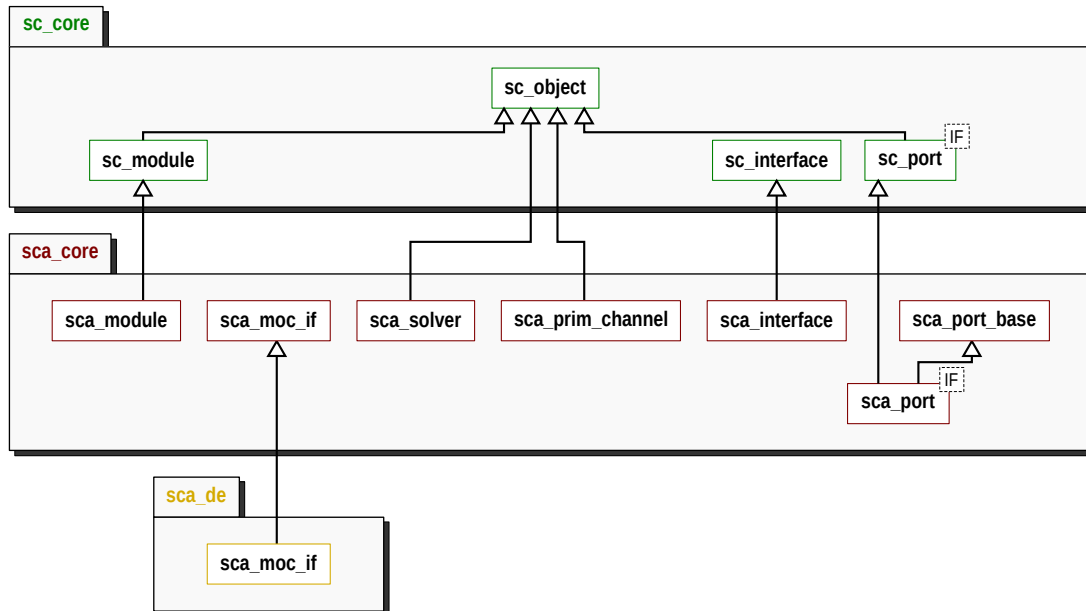 sc_core
sc_object
sc_module
sc_interface
sc_port
IF
sca_core
sca_module
sca_moc_if
sca_solver
sca_prim_channel
sca_interface
sca_port_base
sca_port
IF
sca_de
sca_moc_if